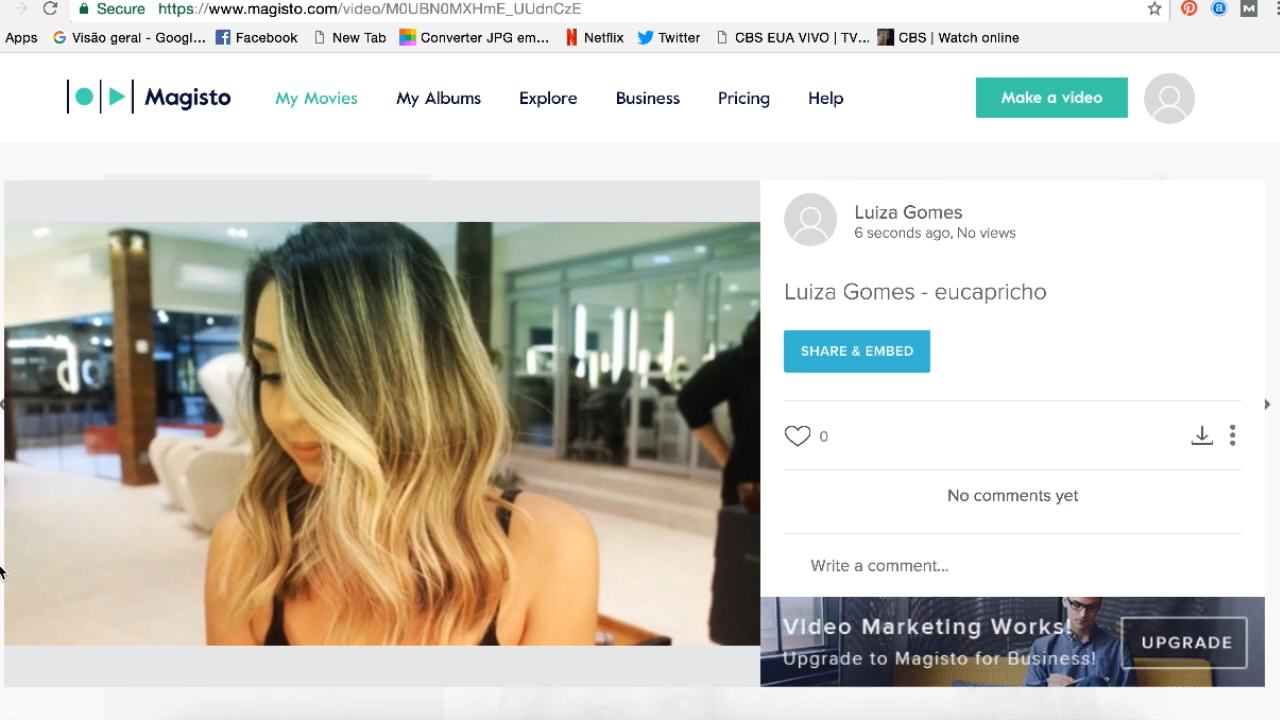 Secure https://www.magisto.com/video/M0UBN0MXHmE_UUdnCzE
Apps Visão geral - Googl... Facebook New Tab Converter JPG em... Netflix Twitter CBS EUA VIVO | TV... CBS | Watch online
Magisto My Movies My Albums Explore Business Pricing Help Make a video
Luiza Gomes
6 seconds ago, No views
Luiza Gomes - eucapricho
SHARE & EMBED
0
No comments yet
Write a comment...
Video Marketing Works!
Upgrade to Magisto for Business!
UPGRADE